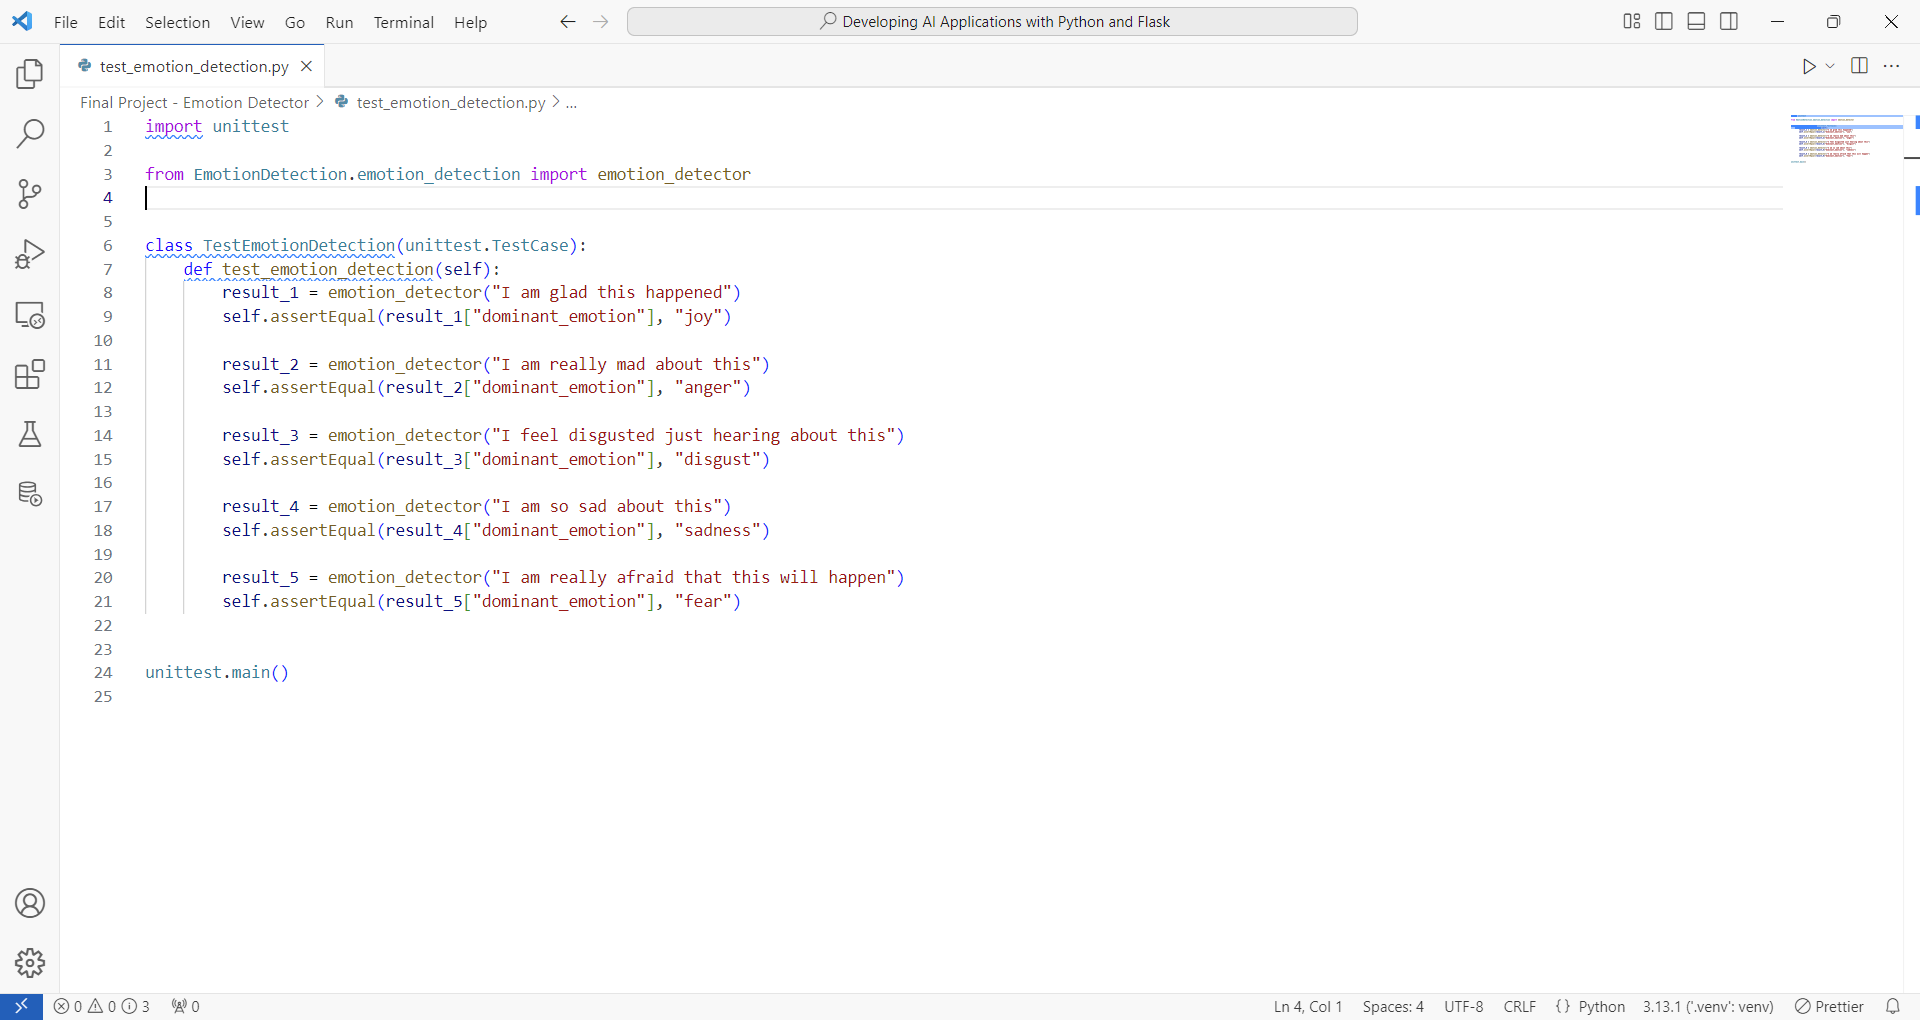 File Edit Selection View Go Run Terminal Help Developing AI Applications with Python and Flask
test_emotion_detection.py
Final Project - Emotion Detector > test_emotion_detection.py > ...
1 import unittest
2
3 from EmotionDetection.emotion_detection import emotion_detector
4
5
6 class TestEmotionDetection(unittest.TestCase):
7 def test_emotion_detection(self):
8 result_1 = emotion_detector("I am glad this happened")
9 self.assertEqual(result_1["dominant_emotion"], "joy")
10
11 result_2 = emotion_detector("I am really mad about this")
12 self.assertEqual(result_2["dominant_emotion"], "anger")
13
14 result_3 = emotion_detector("I feel disgusted just hearing about this")
15 self.assertEqual(result_3["dominant_emotion"], "disgust")
16
17 result_4 = emotion_detector("I am so sad about this")
18 self.assertEqual(result_4["dominant_emotion"], "sadness")
19
20 result_5 = emotion_detector("I am really afraid that this will happen")
21 self.assertEqual(result_5["dominant_emotion"], "fear")
22
23
24 unittest.main()
25
0 0 3 0 Ln 4, Col 1 Spaces: 4 UTF-8 CRLF {} Python 3.13.1 ('.venv': venv) Prettier